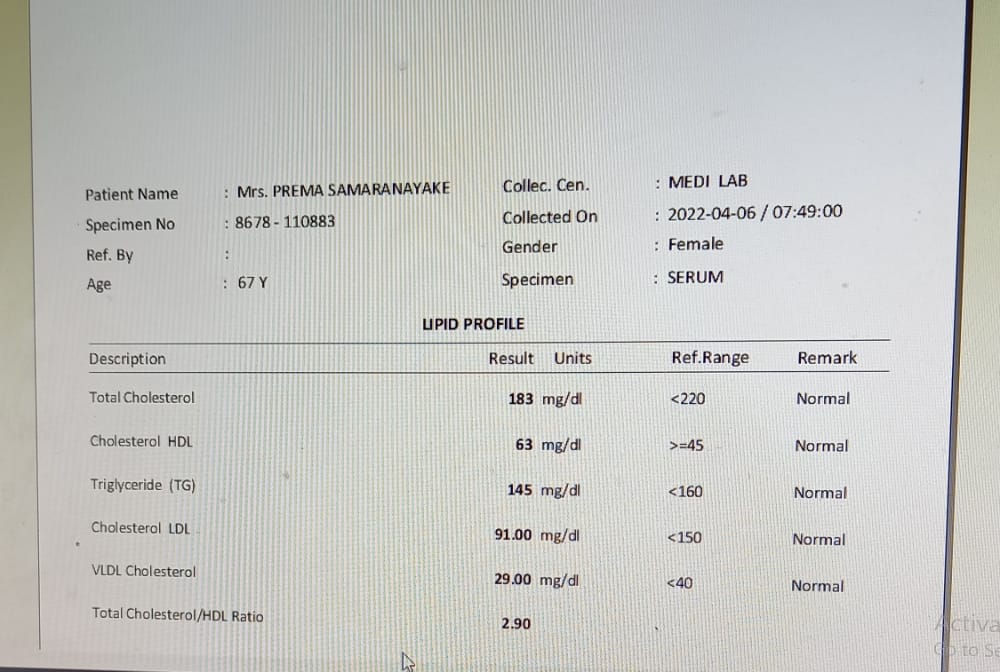 Patient Name : Mrs. PREMA SAMARANAYAKE Collec. Cen. : MEDI LAB
Specimen No : 8678 - 110883 Collected On : 2022-04-06 / 07:49:00
Ref. By : Gender : Female
Age : 67 Y Specimen : SERUM
LIPID PROFILE
Description Result Units Ref.Range Remark
Total Cholesterol 183 mg/dl <220 Normal
Cholesterol HDL 63 mg/dl >=45 Normal
Triglyceride (TG) 145 mg/dl <160 Normal
Cholesterol LDL 91.00 mg/dl <150 Normal
VLDL Cholesterol 29.00 mg/dl <40 Normal
Total Cholesterol/HDL Ratio 2.90
Activa
Go to Se